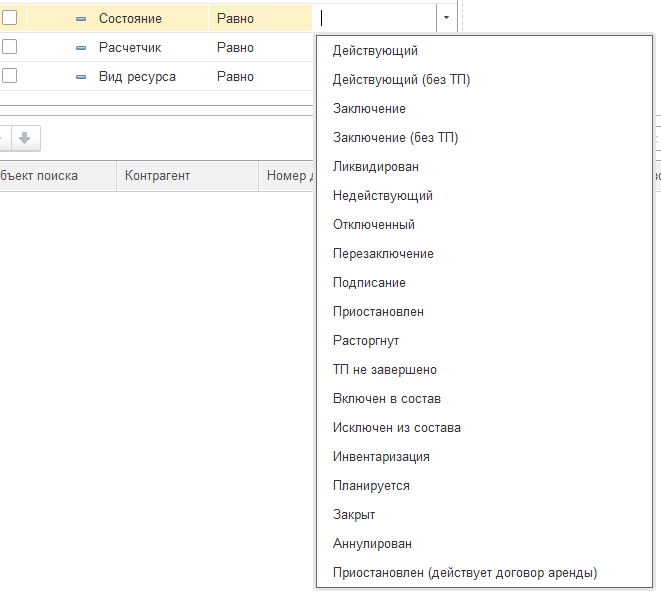 Состояние Равно
Расчетчик Равно
Вид ресурса Равно
бъект поиска Контрагент Номер
Действующий
Действующий (без ТП)
Заключение
Заключение (без ТП)
Ликвидирован
Недействующий
Отключенный
Перезаключение
Подписание
Приостановлен
Расторгнут
ТП не завершено
Включен в состав
Исключен из состава
Инвентаризация
Планируется
Закрыт
Аннулирован
Приостановлен (действует договор аренды)